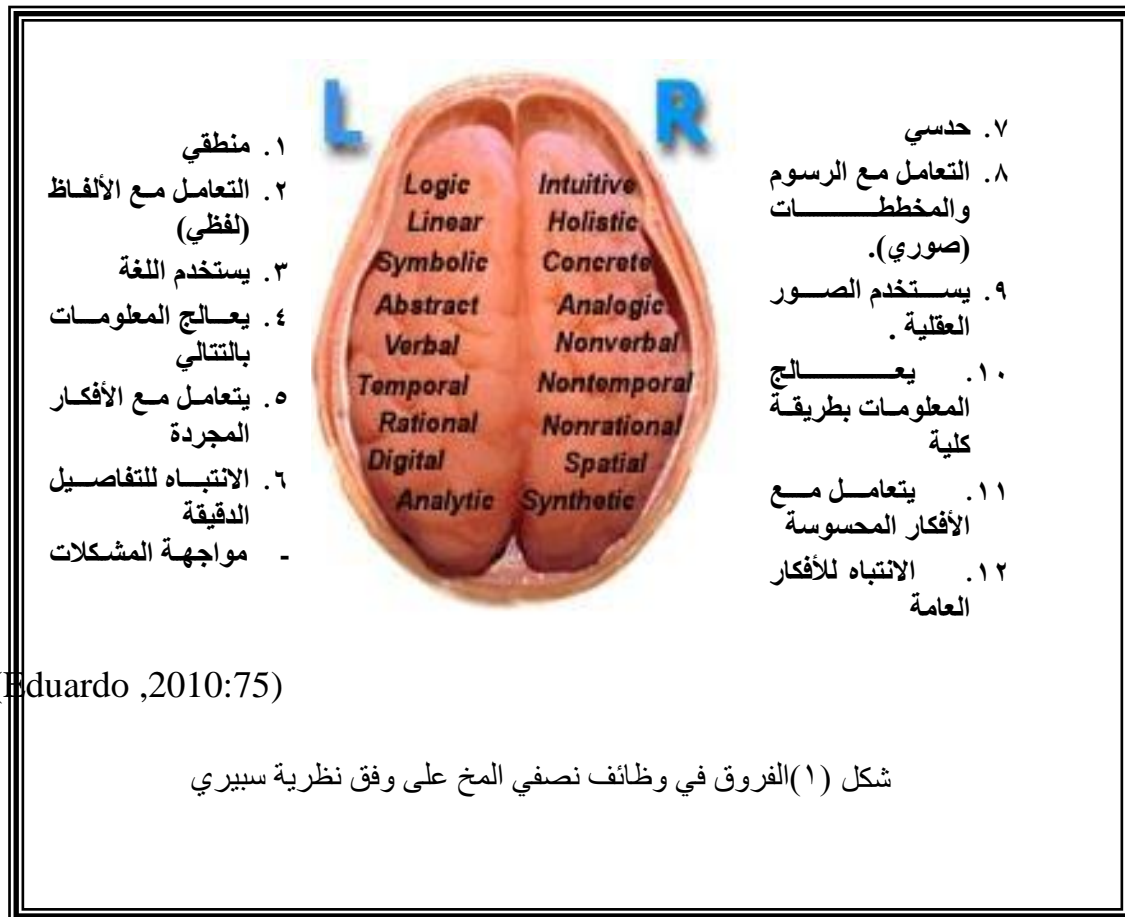 L
R
١. منطقي
٢. التعامل مع الألفاظ
(لفظي)
٣. يستخدم اللغة
٤. يعالج المعلومات
بالتتالي
٥. يتعامل مع الأفكار
المجردة
٦. الانتباه للتفاصيل
الدقيقة
- مواجهة المشكلات
Logic
Linear
Symbolic
Abstract
Verbal
Temporal
Rational
Digital
Analytic
Intuitive
Holistic
Concrete
Analogic
Nonverbal
Nontemporal
Nonrational
Spatial
Synthetic
٧. حدسي
٨. التعامل مع الرسوم
والمخططات
(صوري).
٩. يستخدم الصور
العقلية .
١٠. يعالج
المعلومات بطريقة
كلية
١١. يتعامل مع
الأفكار المحسوسة
١٢. الانتباه للأفكار
العامة
(Eduardo ,2010:75)
شكل (١)الفروق في وظائف نصفي المخ على وفق نظرية سبيري